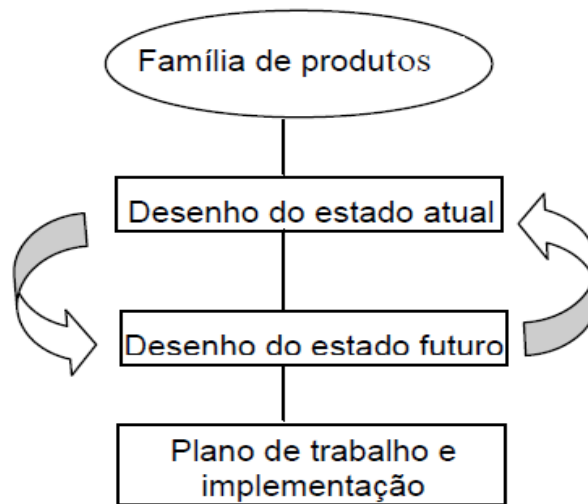 Família de produtos
Desenho do estado atual
Desenho do estado futuro
Plano de trabalho e
implementação